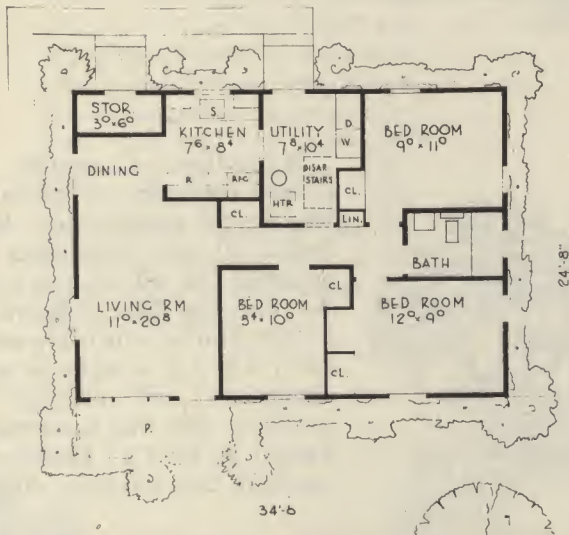 STOR.
3⁰×6⁰
KITCHEN
7⁶×8⁴
S
UTILITY
7⁸×10⁴
D.
W.
BED ROOM
9⁰×11⁰
DINING
R
RFG
HTR
DISAP.
STAIRS
CL.
CL.
LIN.
BATH
24'-8"
LIVING RM
11⁰×20⁸
BED ROOM
8⁴×10⁰
CL
BED ROOM
12⁰×9⁰
CL.
P.
34'-6